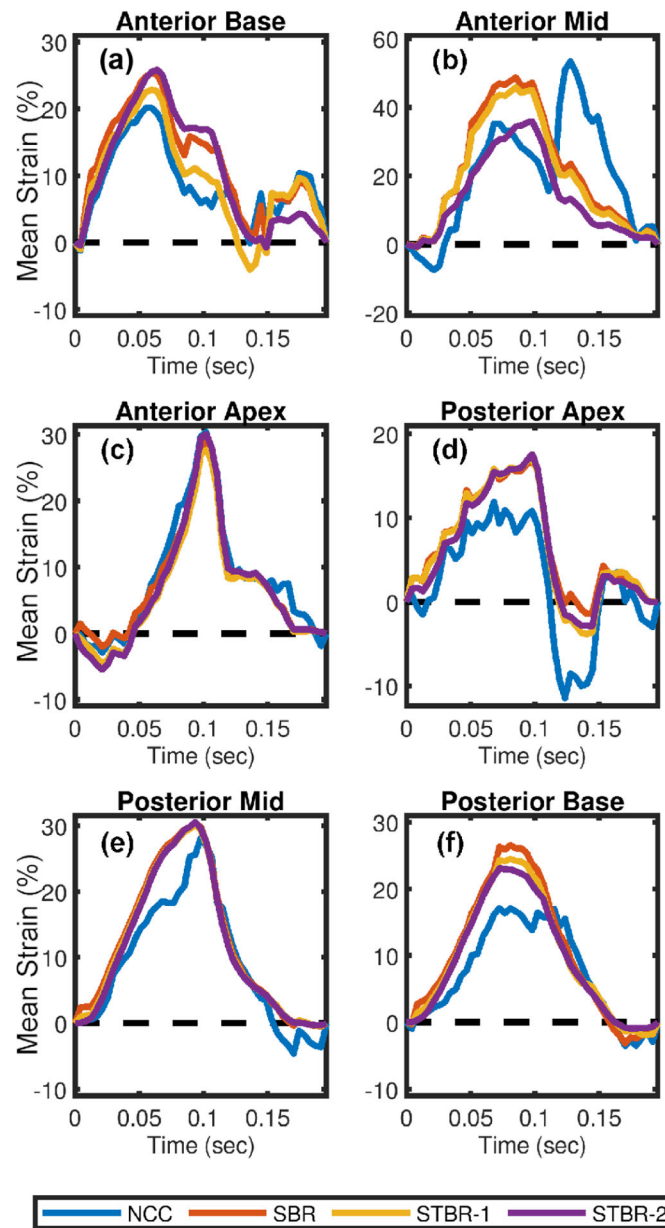 Anterior Base Anterior Mid
30 (a) 60 (b)
20 40
10 20
0 0
-10 -20
Mean Strain (%)
0 0.05 0.1 0.15 0 0.05 0.1 0.15
Time (sec) Time (sec)
Anterior Apex Posterior Apex
30 (c) 20 (d)
20 10
10 0
0 -10
-10
Mean Strain (%)
0 0.05 0.1 0.15 0 0.05 0.1 0.15
Time (sec) Time (sec)
Posterior Mid Posterior Base
30 (e) 30 (f)
20 20
10 10
0 0
-10 -10
Mean Strain (%)
0 0.05 0.1 0.15 0 0.05 0.1 0.15
Time (sec) Time (sec)
NCC SBR STBR-1 STBR-2